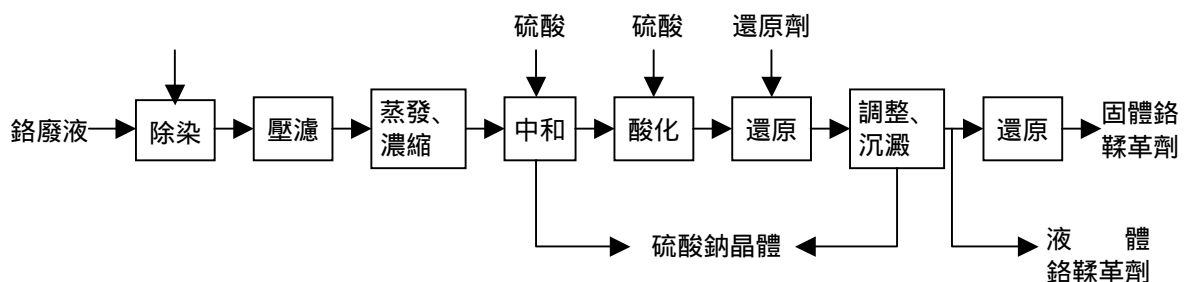 硫酸
硫酸
還原劑
鉻廢液
除染
壓濾
蒸發、
濃縮
中和
酸化
還原
調整、
沉澱
還原
固體鉻
鞣革劑
硫酸鈉晶體
液 體
鉻鞣革劑